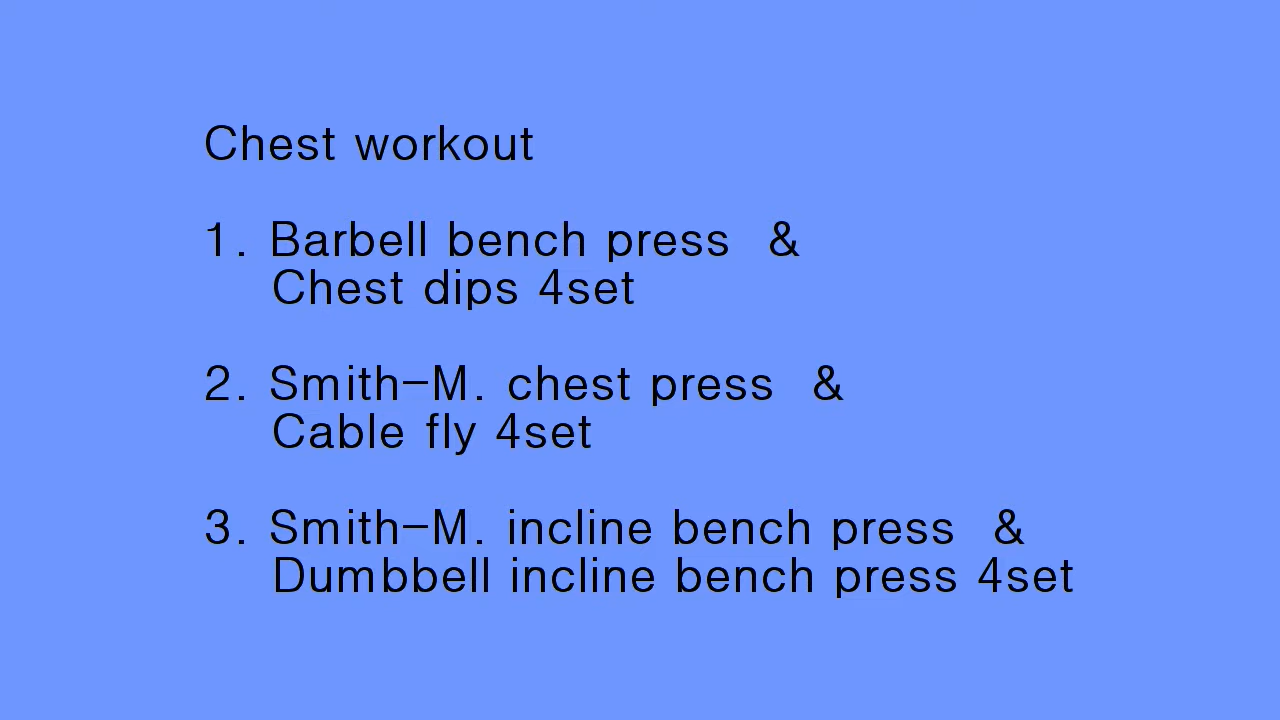 Chest workout
1. Barbell bench press &
Chest dips 4set
2. Smith-M. chest press &
Cable fly 4set
3. Smith-M. incline bench press &
Dumbbell incline bench press 4set